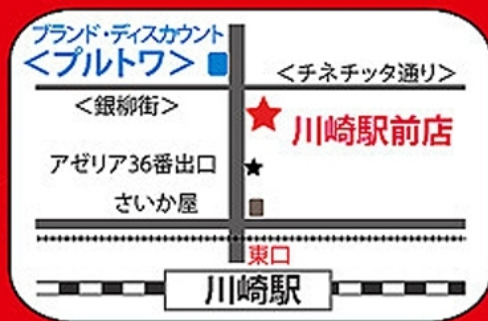 ブランド・ディスカウント
＜プルトワ＞
＜チネチッタ通り＞
＜銀柳街＞
川崎駅前店
アゼリア36番出口
さいか屋
東口
川崎駅